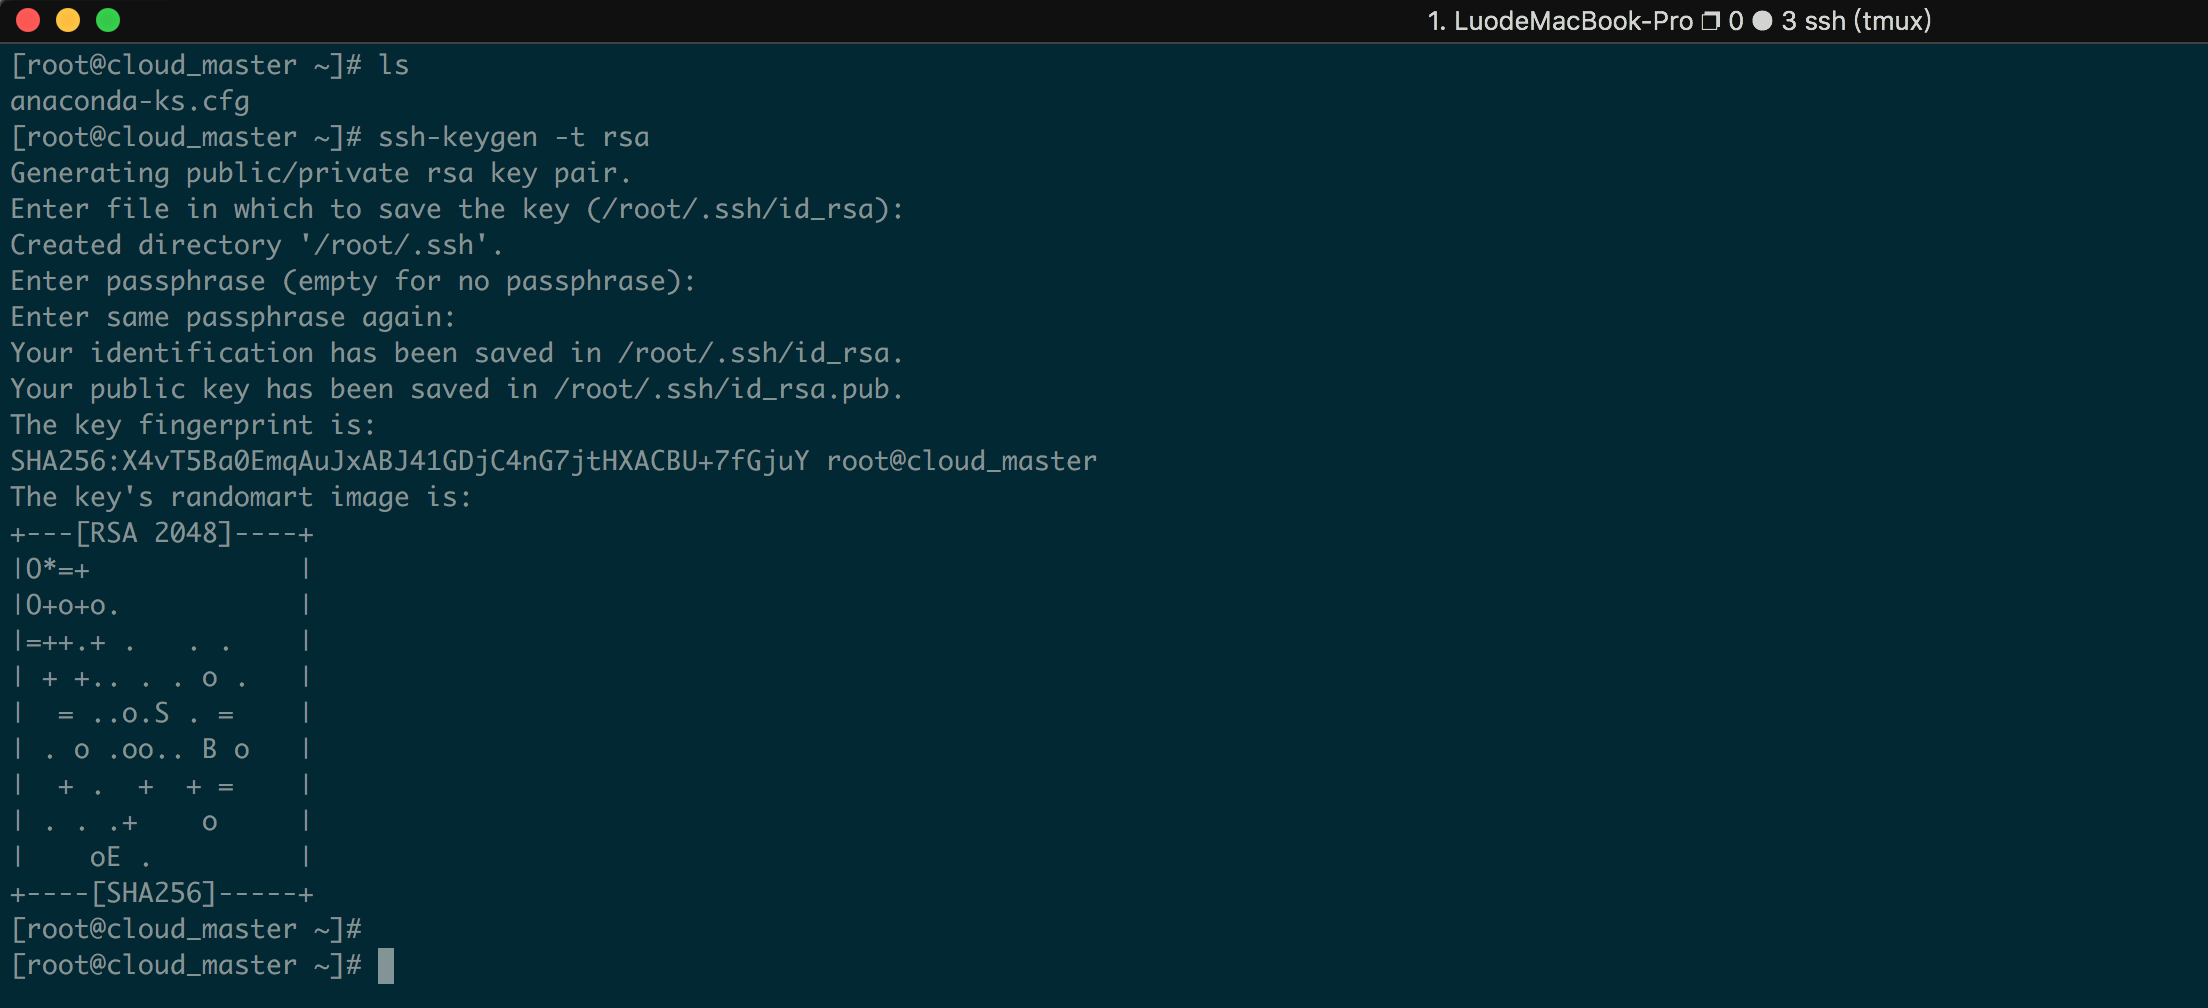 1. LuodeMacBook-Pro ❐ 0 ● 3 ssh (tmux)
[root@cloud_master ~]# ls
anaconda-ks.cfg
[root@cloud_master ~]# ssh-keygen -t rsa
Generating public/private rsa key pair.
Enter file in which to save the key (/root/.ssh/id_rsa):
Created directory '/root/.ssh'.
Enter passphrase (empty for no passphrase):
Enter same passphrase again:
Your identification has been saved in /root/.ssh/id_rsa.
Your public key has been saved in /root/.ssh/id_rsa.pub.
The key fingerprint is:
SHA256:X4vT5Ba0EmqAuJxABJ41GDjC4nG7jtHXACBU+7fGjuY root@cloud_master
The key's randomart image is:
+---[RSA 2048]----+
|O*=+             |
|O+o+o.           |
|=++.+ .   . .    |
| + +.. . . o .   |
|  = ..o.S . =    |
| . o .oo.. B o   |
|  + .  +  + =    |
| . . .+    o     |
|    oE .         |
+----[SHA256]-----+
[root@cloud_master ~]#
[root@cloud_master ~]#